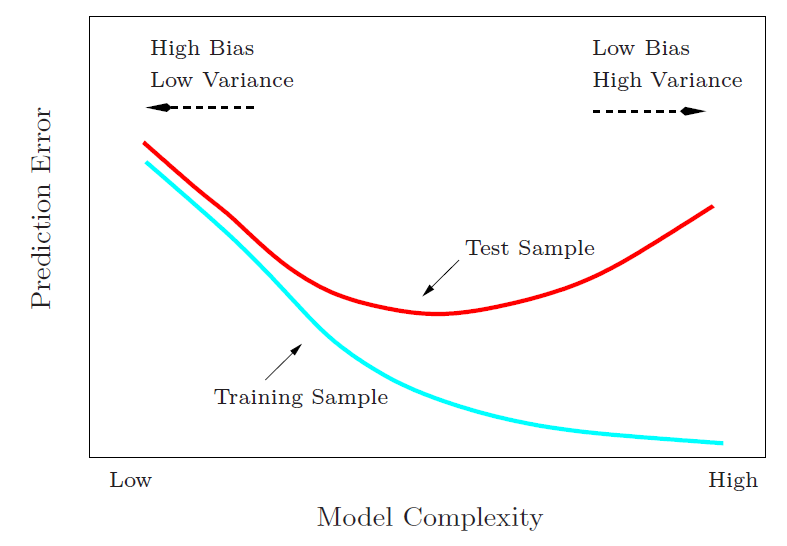 High Bias
Low Variance
Low Bias
High Variance
Prediction Error
Test Sample
Training Sample
Low
High
Model Complexity